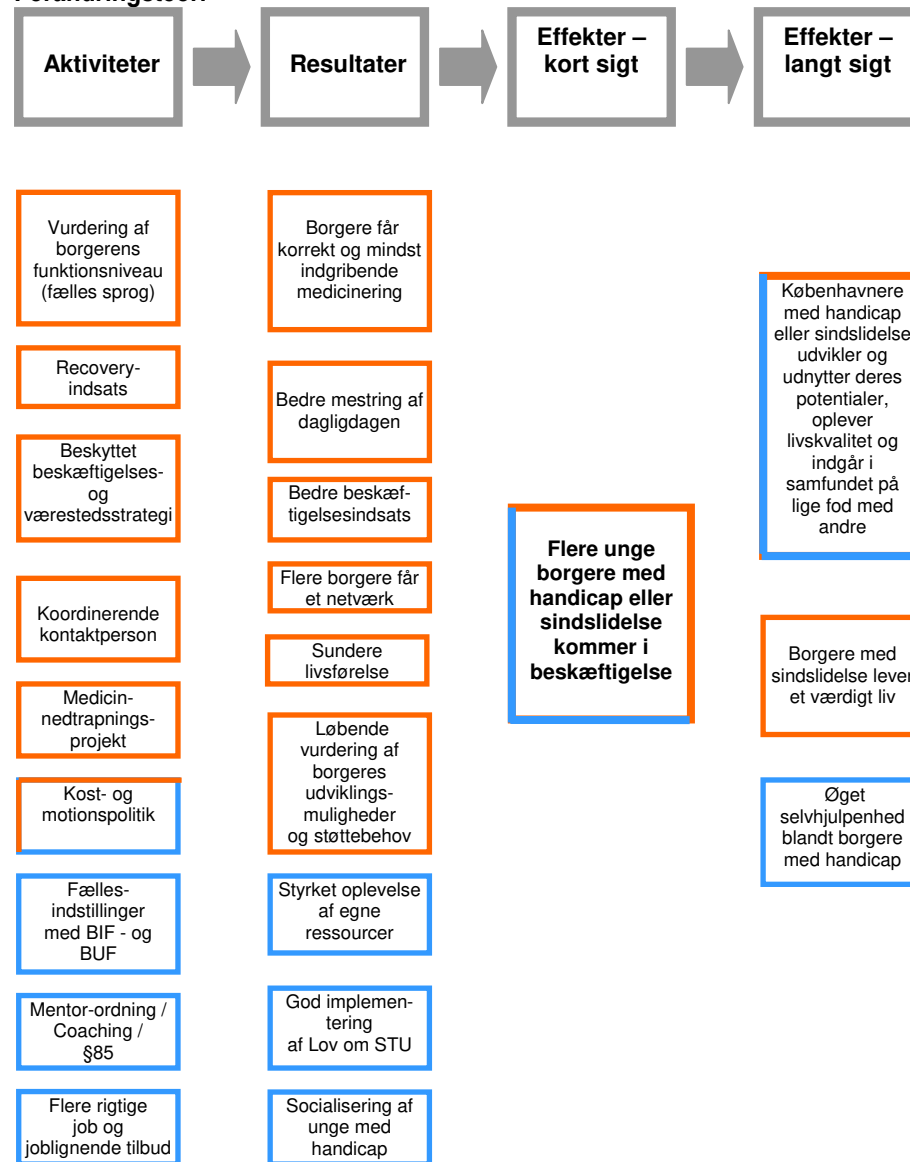 Aktiviteter
Resultater
Effekter –
kort sigt
Effekter –
langt sigt
Vurdering af
borgerens
funktionsniveau
(fælles sprog)
Recovery-
indsats
Beskyttet
beskæftigelses-
og
værestedsstrategi
Koordinerende
kontaktperson
Medicin-
nedtrapnings-
projekt
Kost- og
motionspolitik
Fælles-
indstillinger
med BIF - og
BUF
Mentor-ordning /
Coaching /
§85
Flere rigtige
job og
joblignende tilbud
Borgere får
korrekt og mindst
indgribende
medicinering
Bedre mestring af
dagligdagen
Bedre beskæf-
tigelsesindsats
Flere borgere får
et netværk
Sundere
livsførelse
Løbende
vurdering af
borgeres
udviklings-
muligheder
og støttebehov
Styrket oplevelse
af egne
ressourcer
God implemen-
tering
af Lov om STU
Socialisering af
unge med
handicap
Flere unge
borgere med
handicap eller
sindslidelse
kommer i
beskæftigelse
Københavnere
med handicap
eller sindslidelse
udvikler og
udnytter deres
potentialer,
oplever
livskvalitet og
indgår i
samfundet på
lige fod med
andre
Borgere med
sindslidelse lever
et værdigt liv
Øget
selvhjulpenhed
blandt borgere
med handicap